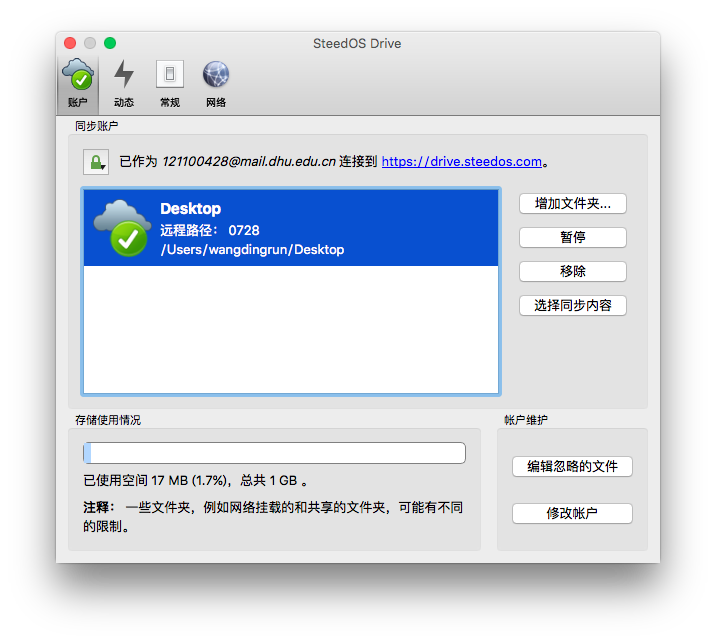 SteedOS Drive
账户 动态 常规 网络
同步账户
已作为 121100428@mail.dhu.edu.cn 连接到 https://drive.steedos.com。
Desktop
远程路径： 0728
/Users/wangdingrun/Desktop
增加文件夹...
暂停
移除
选择同步内容
存储使用情况
已使用空间 17 MB (1.7%)，总共 1 GB 。
注释： 一些文件夹，例如网络挂载的和共享的文件夹，可能有不同
的限制。
帐户维护
编辑忽略的文件
修改帐户